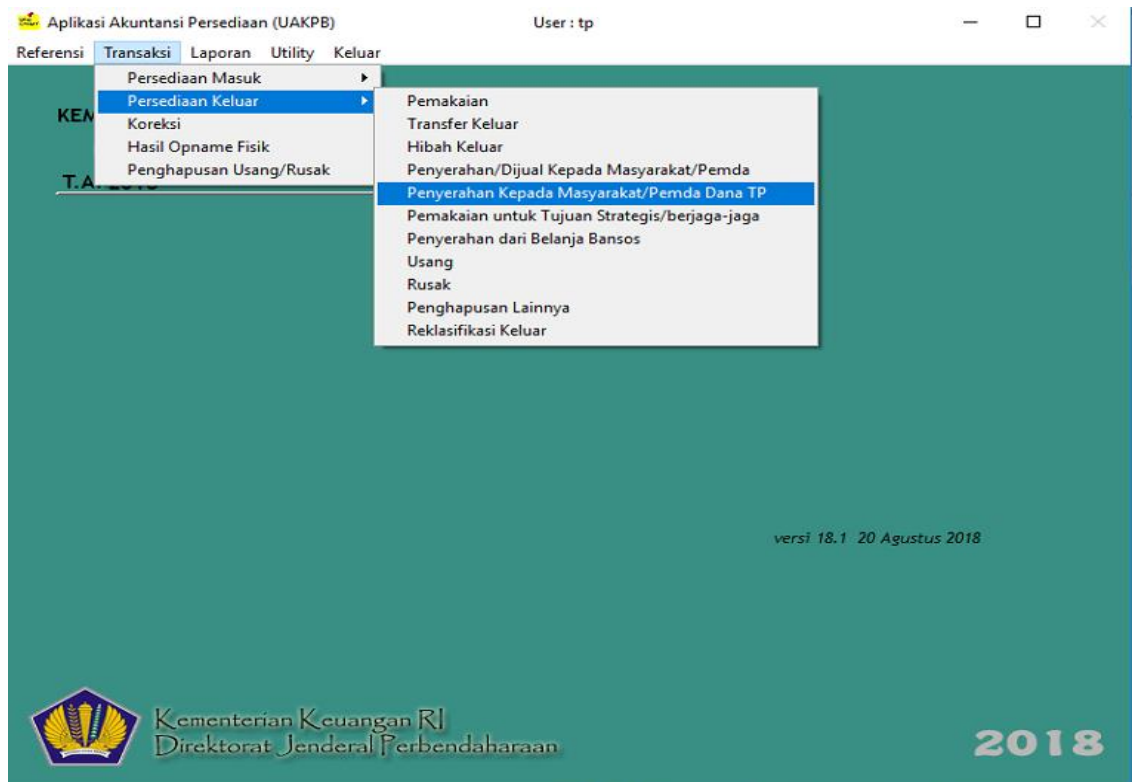 Aplikasi Akuntansi Persediaan (UAKPB) User : tp
Referensi Transaksi Laporan Utility Keluar
Persediaan Masuk
Persediaan Keluar
Koreksi
Hasil Opname Fisik
Penghapusan Usang/Rusak
KEM
T.A.
Pemakaian
Transfer Keluar
Hibah Keluar
Penyerahan/Dijual Kepada Masyarakat/Pemda
Penyerahan Kepada Masyarakat/Pemda Dana TP
Pemakaian untuk Tujuan Strategis/berjaga-jaga
Penyerahan dari Belanja Bansos
Usang
Rusak
Penghapusan Lainnya
Reklasifikasi Keluar
versi 18.1 20 Agustus 2018
Kementerian Keuangan RI
Direktorat Jenderal Perbendaharaan
2018